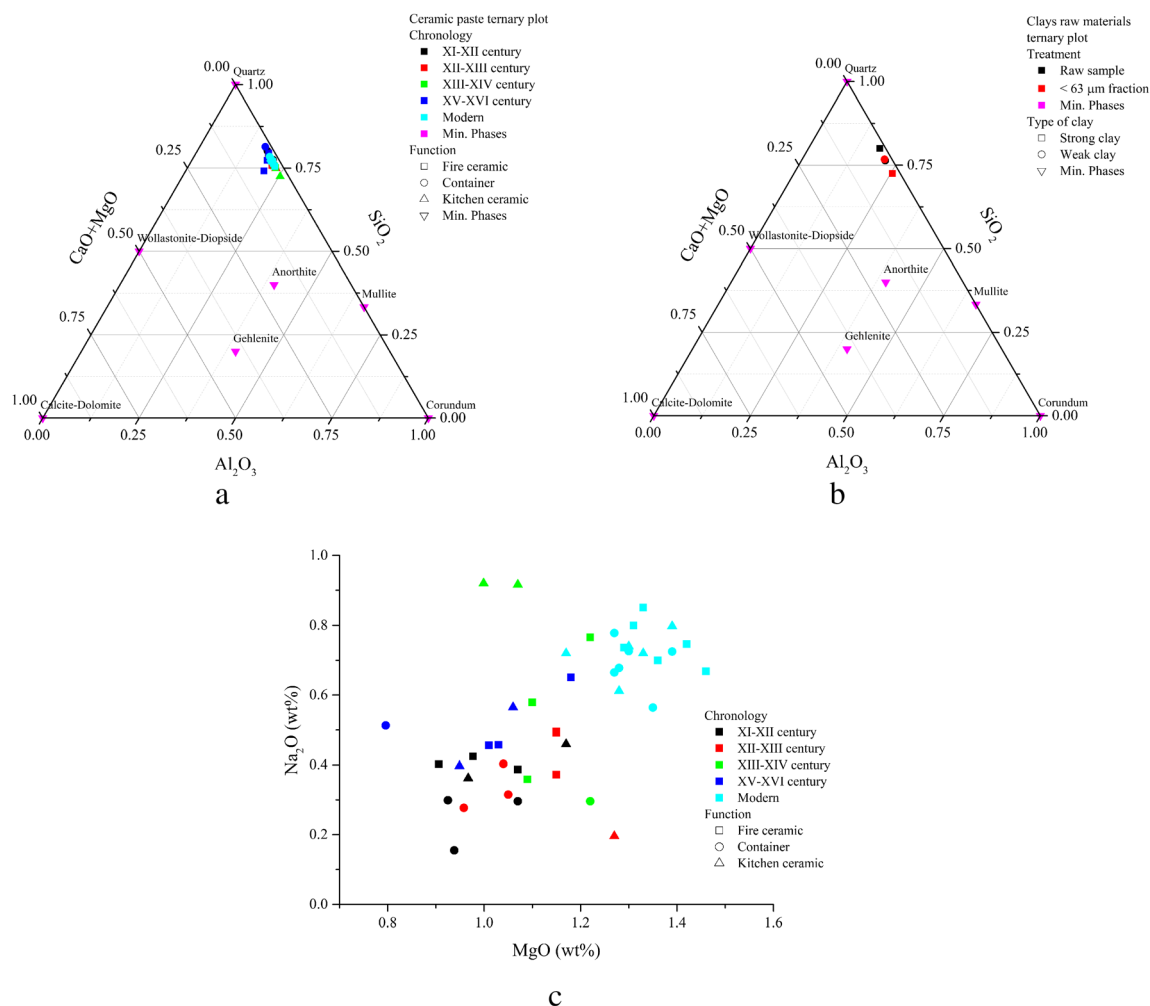 Ceramic paste ternary plot
Chronology
XI-XII century
XII-XIII century
XIII-XIV century
XV-XVI century
Modern
Min. Phases
Function
Fire ceramic
Container
Kitchen ceramic
Min. Phases
0.00
Quartz
1.00
0.25
0.75
CaO+MgO
SiO₂
0.50
Wollastonite-Diopside
0.50
Anorthite
Mullite
0.75
0.25
Gehlenite
1.00
Calcite-Dolomite
Corundum
0.00
0.00
0.25
0.50
0.75
1.00
Al₂O₃
a
Clays raw materials
ternary plot
Treatment
Raw sample
< 63 μm fraction
Min. Phases
Type of clay
Strong clay
Weak clay
Min. Phases
0.00
Quartz
1.00
0.25
0.75
CaO+MgO
SiO₂
0.50
Wollastonite-Diopside
0.50
Anorthite
Mullite
0.75
0.25
Gehlenite
1.00
Calcite-Dolomite
Corundum
0.00
0.00
0.25
0.50
0.75
1.00
Al₂O₃
b
1.0
0.8
0.6
0.4
0.2
0.0
Na₂O (wt%)
Chronology
XI-XII century
XII-XIII century
XIII-XIV century
XV-XVI century
Modern
Function
Fire ceramic
Container
Kitchen ceramic
0.8
1.0
1.2
1.4
1.6
MgO (wt%)
c